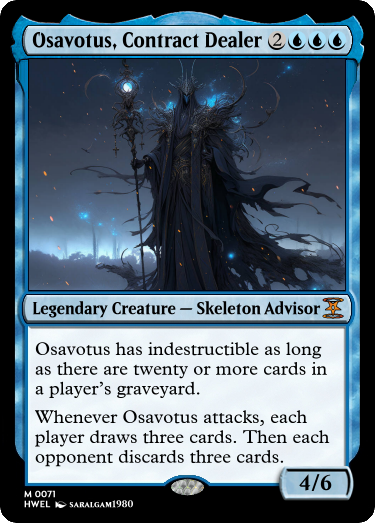 Osavotus, Contract Dealer 2
Legendary Creature — Skeleton Advisor
Osavotus has indestructible as long
as there are twenty or more cards in
a player's graveyard.
Whenever Osavotus attacks, each
player draws three cards. Then each
opponent discards three cards.
4/6
M 0071
HWEL SARALGAM1980